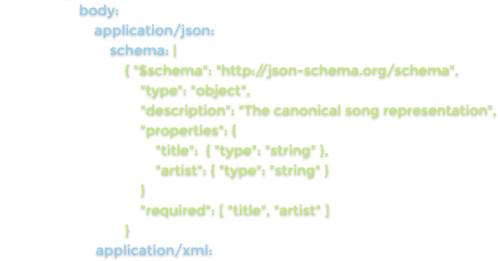 body:
application/json:
schema: |
{ "$schema": "http://json-schema.org/schema",
"type": "object",
"description": "The canonical song representation",
"properties": {
"title": { "type": "string" },
"artist": { "type": "string" }
}
"required": [ "title", "artist" ]
}
application/xml: